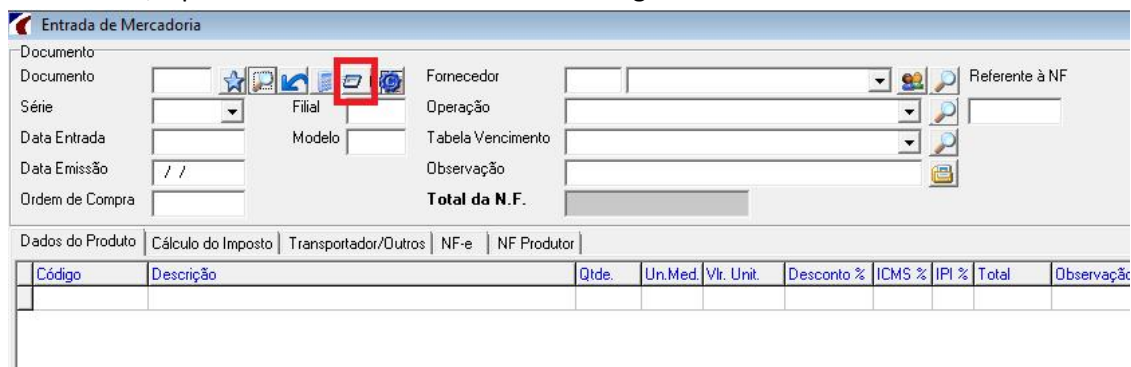 Entrada de Mercadoria
Documento
Documento Fornecedor Referente à NF
Série Filial Operação
Data Entrada Modelo Tabela Vencimento
Data Emissão / / Observação
Ordem de Compra Total da N.F.
Dados do Produto Cálculo do Imposto Transportador/Outros NF-e NF Produtor
Código Descrição Qtde. Un.Med. Vlr. Unit. Desconto % ICMS % IPI % Total Observação